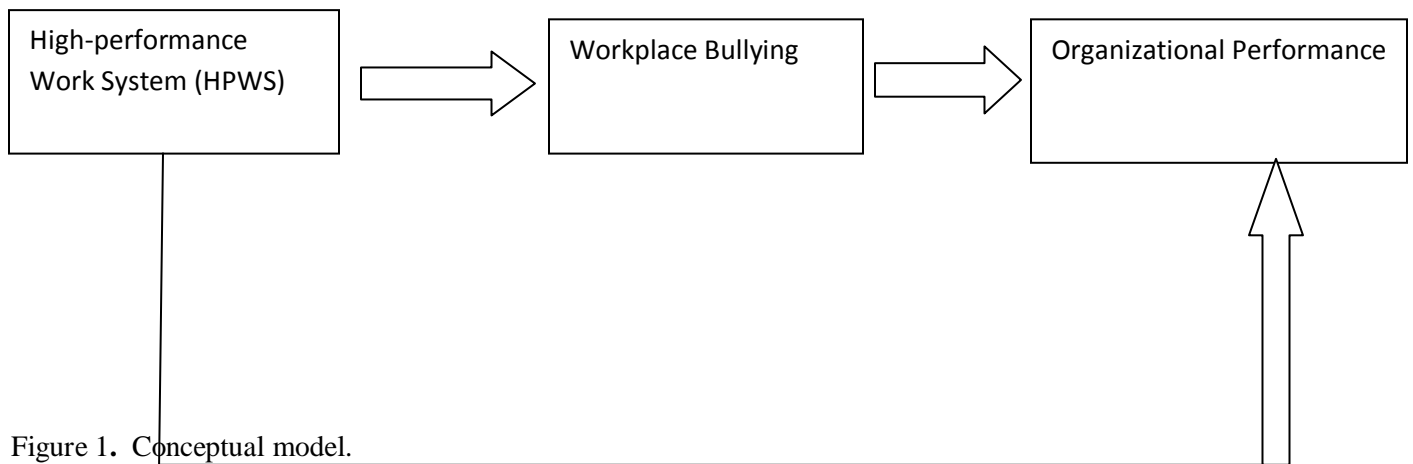 High-performance
Work System (HPWS)
Workplace Bullying
Organizational Performance
Figure 1. Conceptual model.